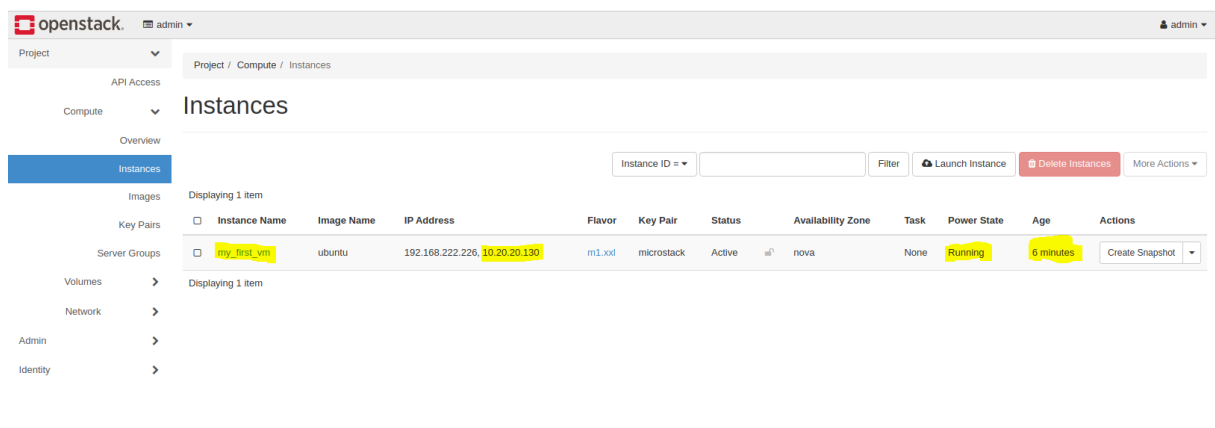 openstack. admin admin
Project
Project / Compute / Instances
API Access
Compute
Instances
Overview
Instances
Instance ID = Filter Launch Instance Delete Instances More Actions
Images
Displaying 1 item
Key Pairs
Instance Name Image Name IP Address Flavor Key Pair Status Availability Zone Task Power State Age Actions
Server Groups
my_first_vm ubuntu 192.168.222.226, 10.20.20.130 m1.xxl microstack Active nova None Running 6 minutes Create Snapshot
Volumes
Displaying 1 item
Network
Admin
Identity